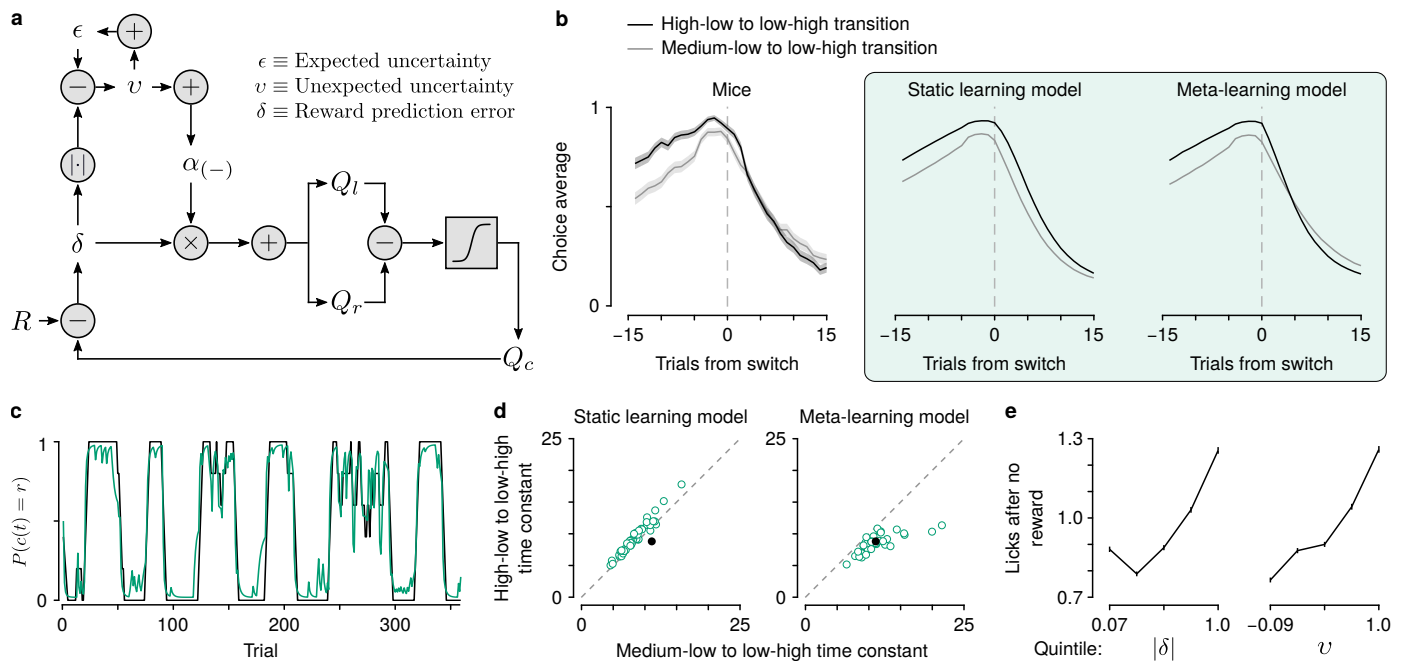 a
ϵ
+
−
υ
+
ϵ ≡ Expected uncertainty
υ ≡ Unexpected uncertainty
δ ≡ Reward prediction error
|·|
α(−)
δ
×
+
Q_l
−
Q_r
R
−
Q_c
b
High-low to low-high transition
Medium-low to low-high transition
Mice
Static learning model
Meta-learning model
Choice average
1
0
−15 0 15
−15 0 15
−15 0 15
Trials from switch
Trials from switch
Trials from switch
c
P(c(t) = r)
1
0
0 100 200 300
Trial
d
Static learning model
Meta-learning model
High-low to low-high
time constant
25
0
0 25
25
0
0 25
Medium-low to low-high time constant
e
Licks after no
reward
1.3
1.0
0.7
0.07 1.0
−0.09 1.0
Quintile: |δ| υ